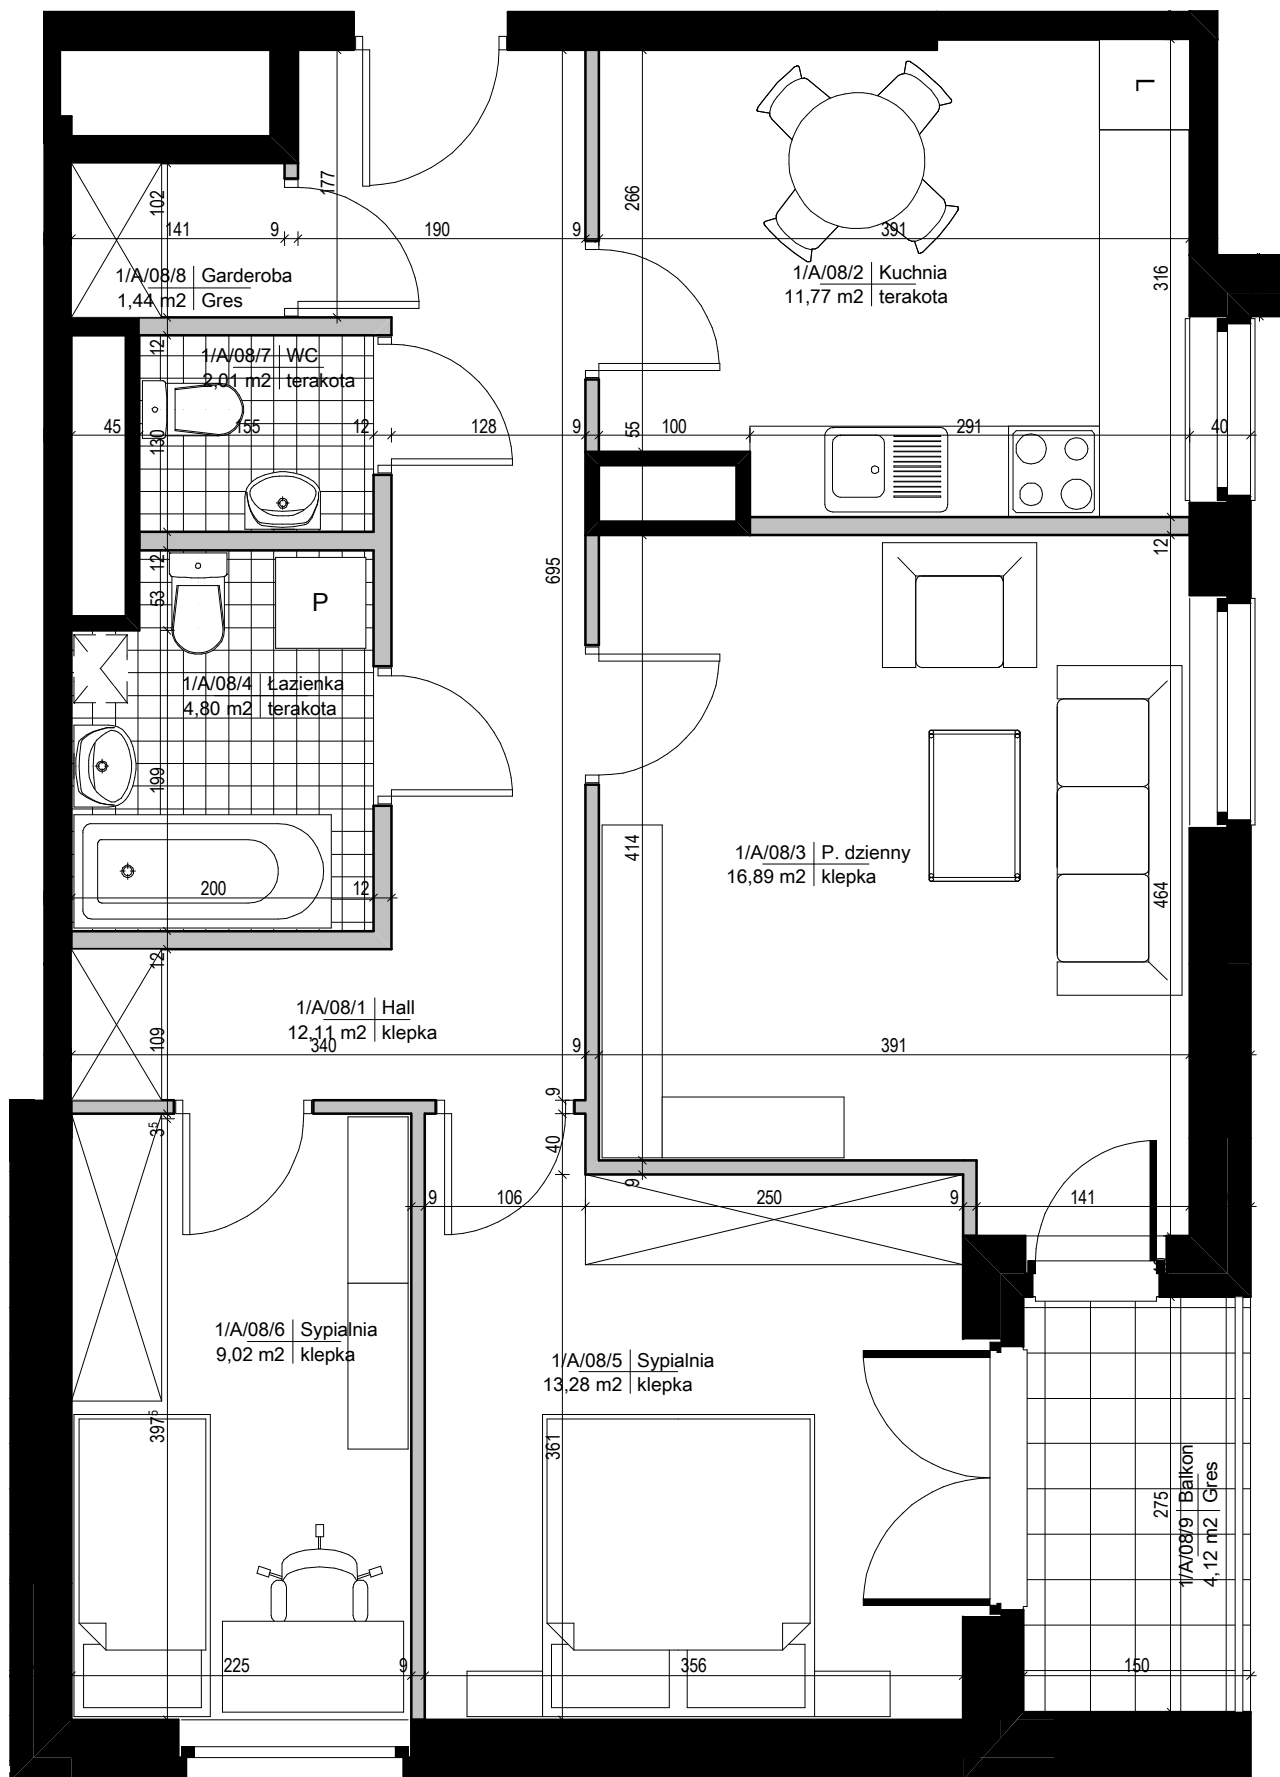 L
102
177
266
141
9
190
9
391
1/A/08/8 Garderoba
1,44 m2 Gres
1/A/08/2 Kuchnia
11,77 m2 terakota
316
12
1/A/08/7 WC
2,01 m2 terakota
45
155
12
128
9
55
100
291
40
130
12
53
P
695
12
1/A/08/4 Łazienka
4,80 m2 terakota
199
414
1/A/08/3 P. dzienny
16,89 m2 klepka
464
200
12
12
1/A/08/1 Hall
12,11 m2 klepka
109
340
9
391
9
3⁵
40
9
9
106
250
9
141
1/A/08/6 Sypialnia
9,02 m2 klepka
1/A/08/5 Sypialnia
13,28 m2 klepka
397⁵
361
275
1/A/08/9 Balkon
4,12 m2 Gres
225
9
356
150